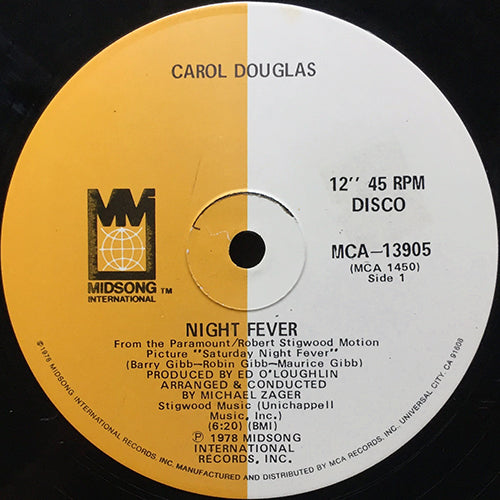 CAROL DOUGLAS
12'' 45 RPM
DISCO
MCA—13905
(MCA 1450)
Side 1
MM
MIDSONG TM
INTERNATIONAL
NIGHT FEVER
From the Paramount/Robert Stigwood Motion
Picture "Saturday Night Fever"
(Barry Gibb—Robin Gibb—Maurice Gibb)
PRODUCED BY ED O'LOUGHLIN
ARRANGED & CONDUCTED
BY MICHAEL ZAGER
Stigwood Music (Unichappell
Music, Inc.)
(6:20) (BMI)
Ⓟ 1978 MIDSONG
INTERNATIONAL
RECORDS, INC.
©1978 MIDSONG INTERNATIONAL RECORDS, INC. MANUFACTURED AND DISTRIBUTED BY MCA RECORDS, INC. UNIVERSAL CITY, CA 91608